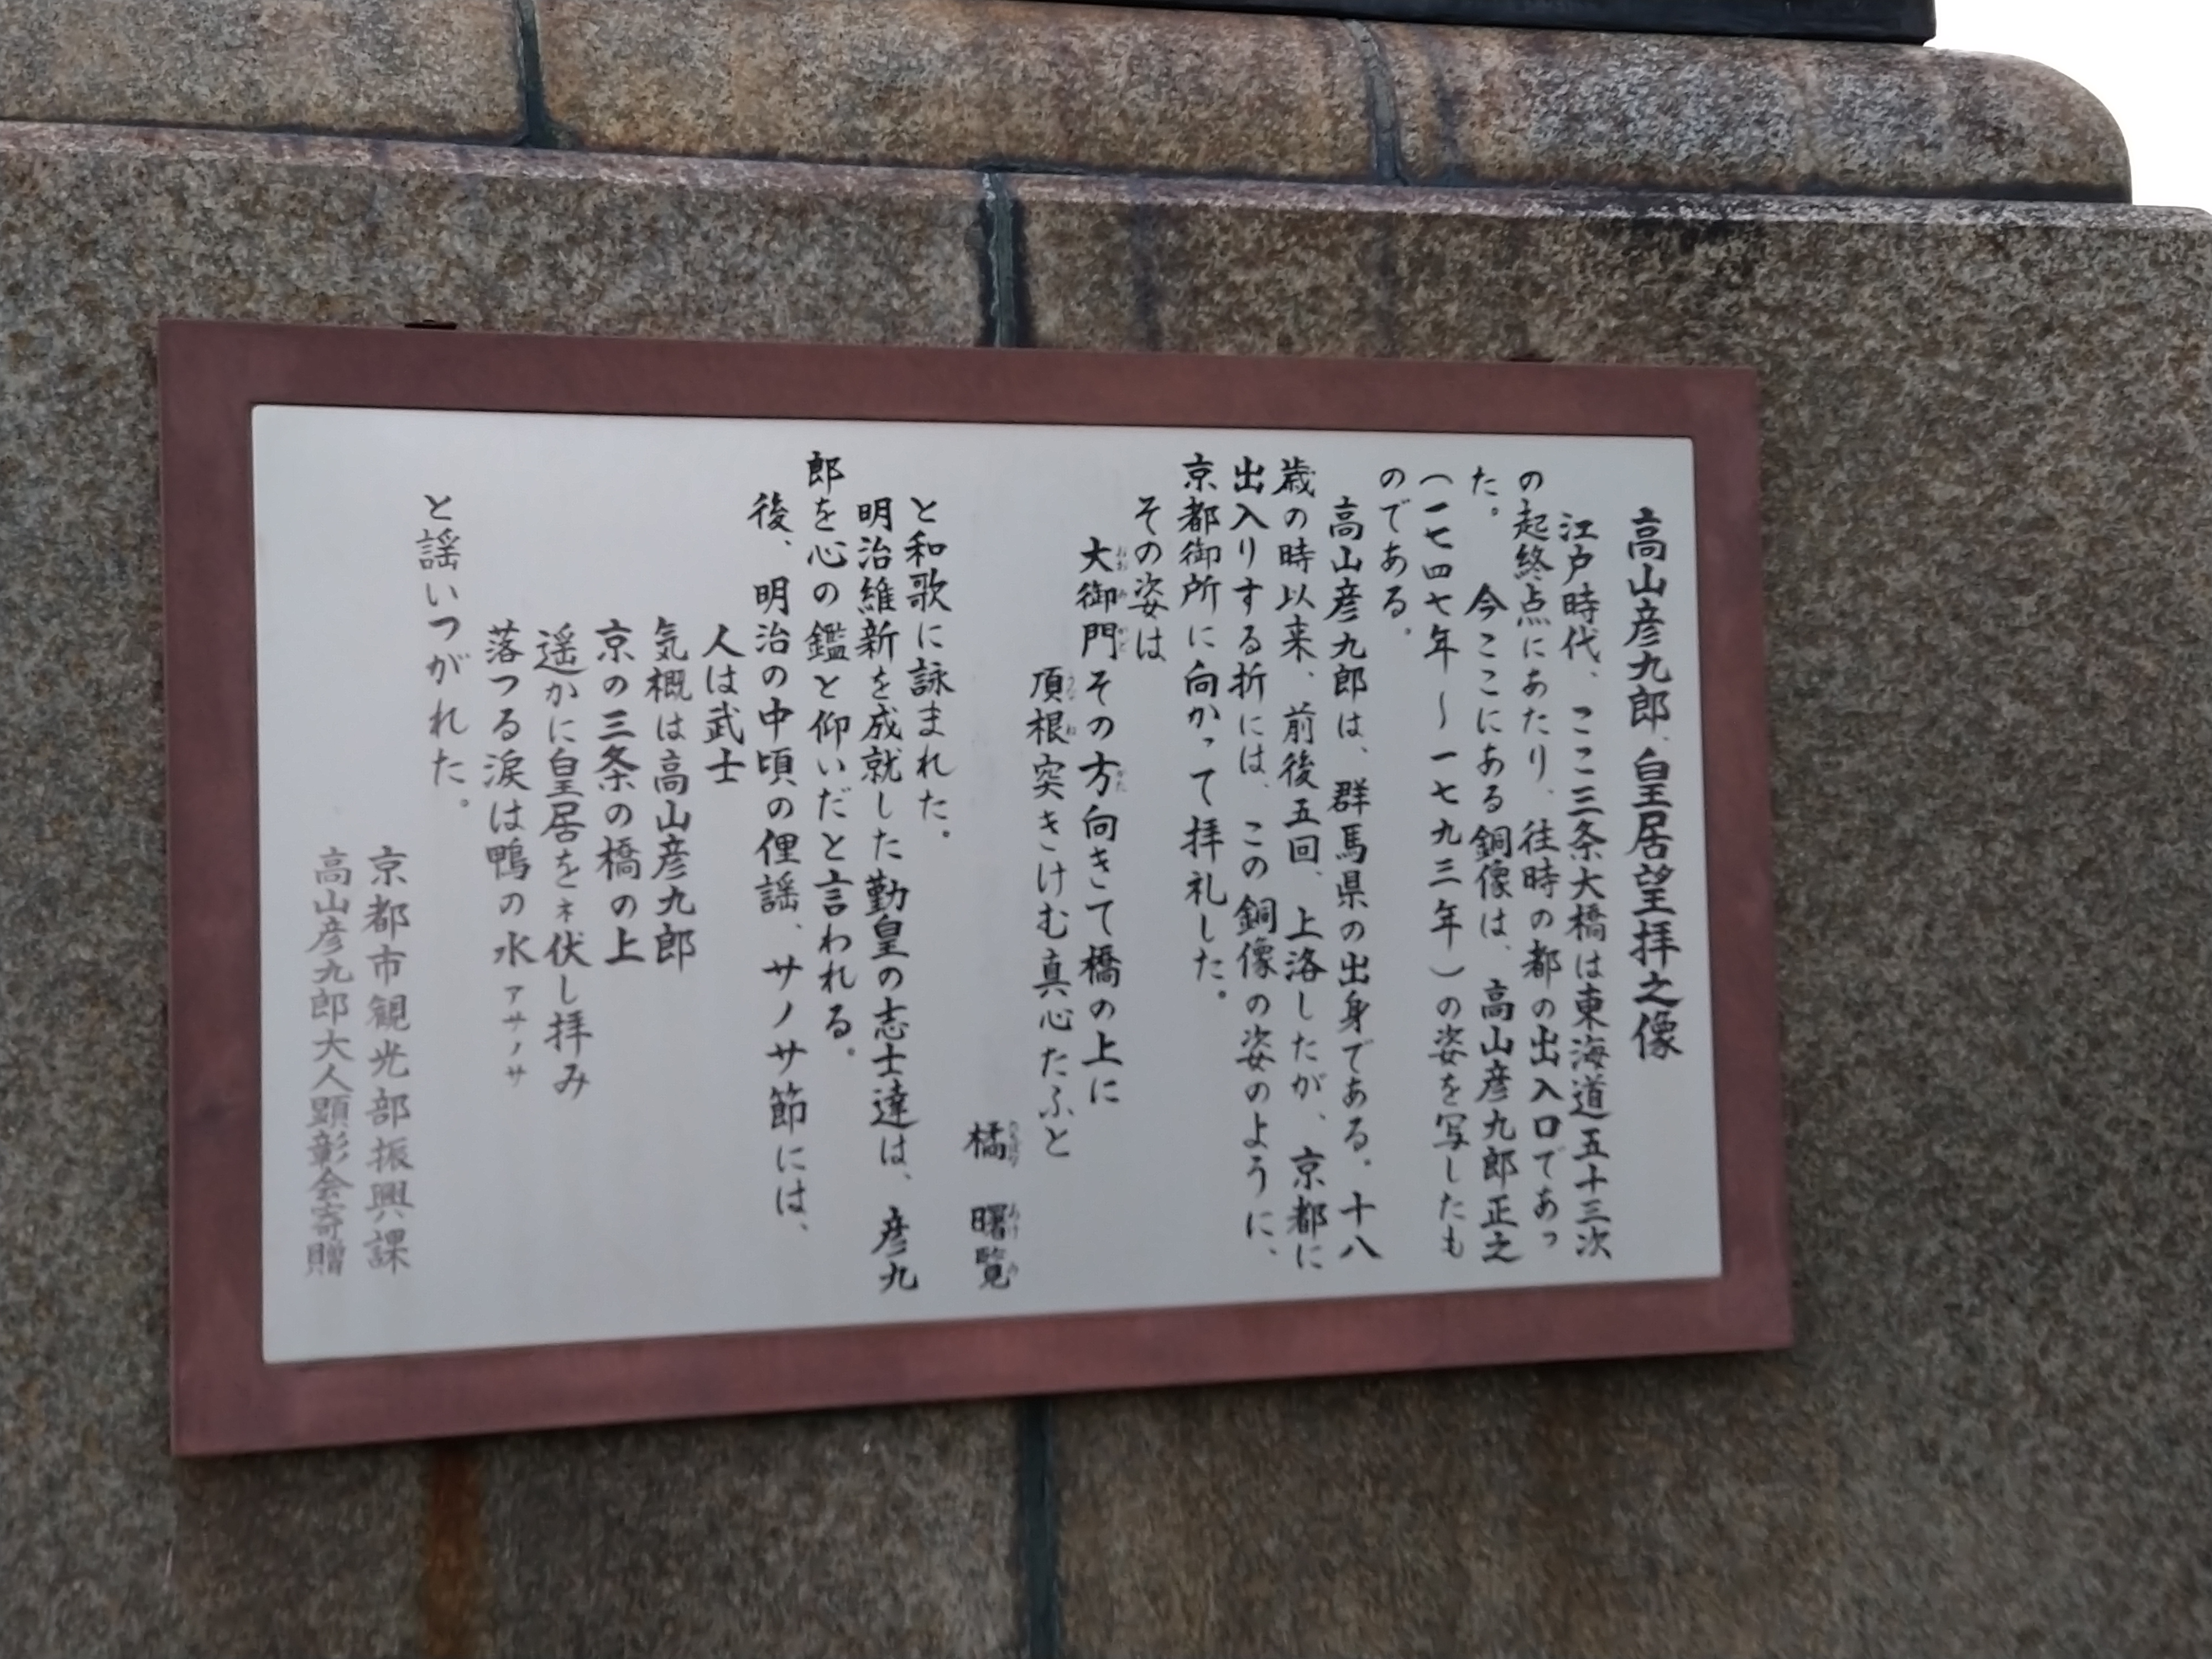 高山彦九郎、皇居望拝之像
江戸時代、ここ三条大橋は東海道五十三次
の起終点にあたり、往時の都の出入口であっ
た。　今ここにある銅像は、高山彦九郎正之
(一七四七年〜一七九三年)の姿を写したも
のである。
高山彦九郎は、群馬県の出身である。十八
歳の時以来、前後五回、上洛したが、京都に
出入りする折には、この銅像の姿のように、
京都御所に向かって拝礼した。
その姿は
大御門その方向きて橋の上に
頂根突きけむ真心たふと
橘　曙覧
と和歌に詠まれた。
明治維新を成就した勤皇の志士達は、彦九
郎を心の鑑と仰いだと言われる。
後、明治の中頃の俚謡、サノサ節には、
人は武士
気概は高山彦九郎
京の三条の橋の上
遥かに皇居をネ伏し拝み
落つる涙は鴨の水アサノサ
と謡いつがれた。
京都市観光部振興課
高山彦九郎大人顕彰会寄贈